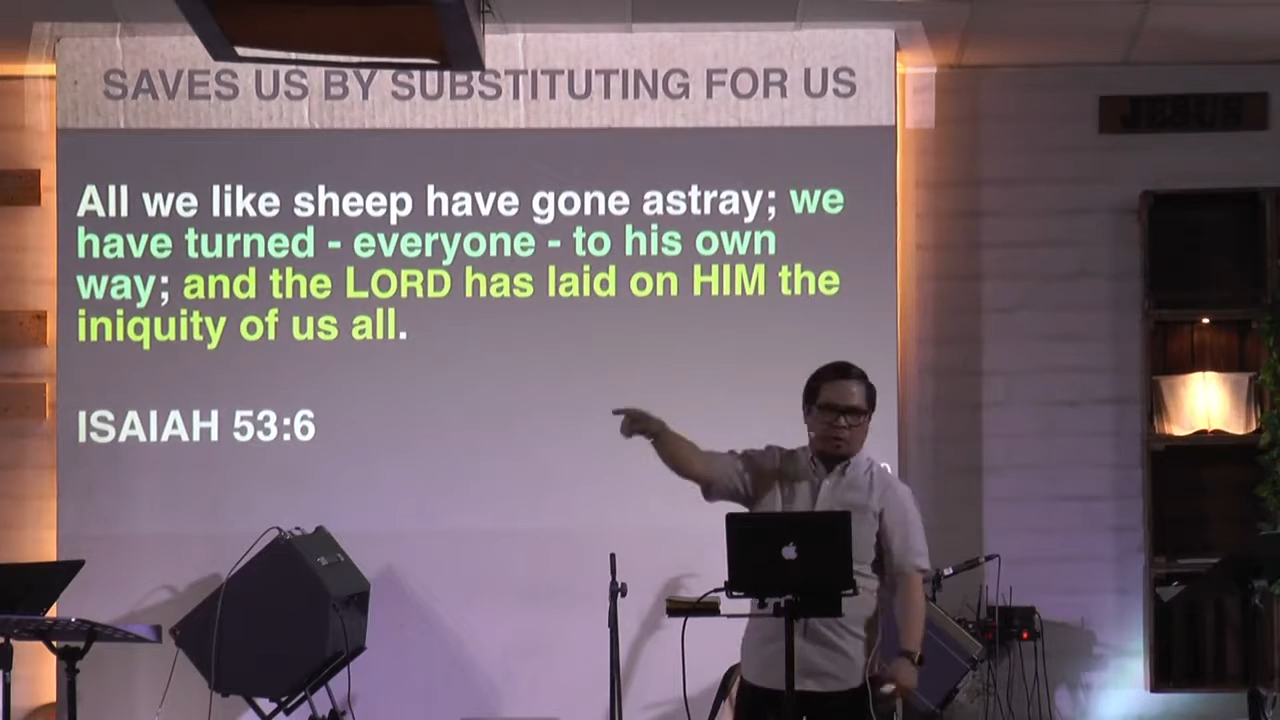 SAVES US BY SUBSTITUTING FOR US
JESUS
All we like sheep have gone astray; we
have turned - everyone - to his own
way; and the LORD has laid on HIM the
iniquity of us all.
ISAIAH 53:6